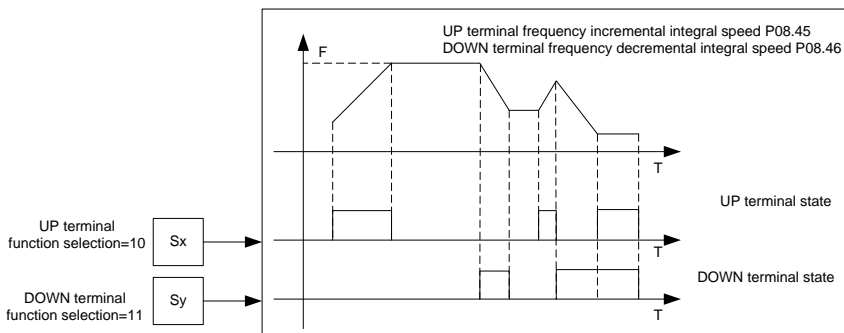 UP terminal frequency incremental integral speed P08.45
DOWN terminal frequency decremental integral speed P08.46
F
T
UP terminal state
UP terminal
function selection=10
Sx
T
DOWN terminal state
DOWN terminal
function selection=11
Sy
T